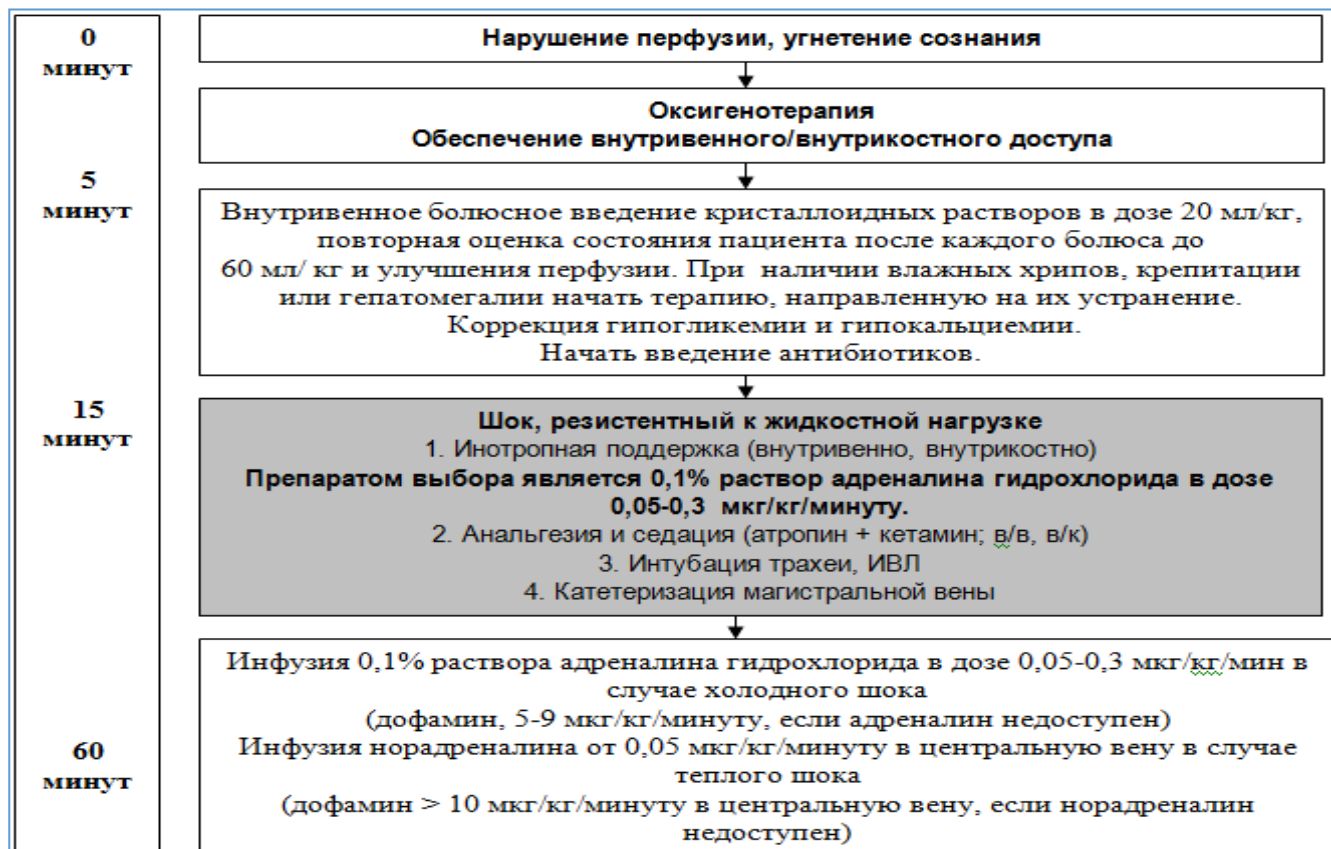 0
минут
Нарушение перфузии, угнетение сознания
Оксигенотерапия
Обеспечение внутривенного/внутрикостного доступа
5
минут
Внутривенное болюсное введение кристаллоидных растворов в дозе 20 мл/кг,
повторная оценка состояния пациента после каждого болюса до
60 мл/ кг и улучшения перфузии. При наличии влажных хрипов, крепитации
или гепатомегалии начать терапию, направленную на их устранение.
Коррекция гипогликемии и гипокальциемии.
Начать введение антибиотиков.
15
минут
Шок, резистентный к жидкостной нагрузке
1. Инотропная поддержка (внутривенно, внутрикостно)
Препаратом выбора является 0,1% раствор адреналина гидрохлорида в дозе
0,05-0,3 мкг/кг/минуту.
2. Анальгезия и седация (атропин + кетамин; в/в, в/к)
3. Интубация трахеи, ИВЛ
4. Катетеризация магистральной вены
60
минут
Инфузия 0,1% раствора адреналина гидрохлорида в дозе 0,05-0,3 мкг/кг/мин в
случае холодного шока
(дофамин, 5-9 мкг/кг/минуту, если адреналин недоступен)
Инфузия норадреналина от 0,05 мкг/кг/минуту в центральную вену в случае
теплого шока
(дофамин > 10 мкг/кг/минуту в центральную вену, если норадреналин
недоступен)